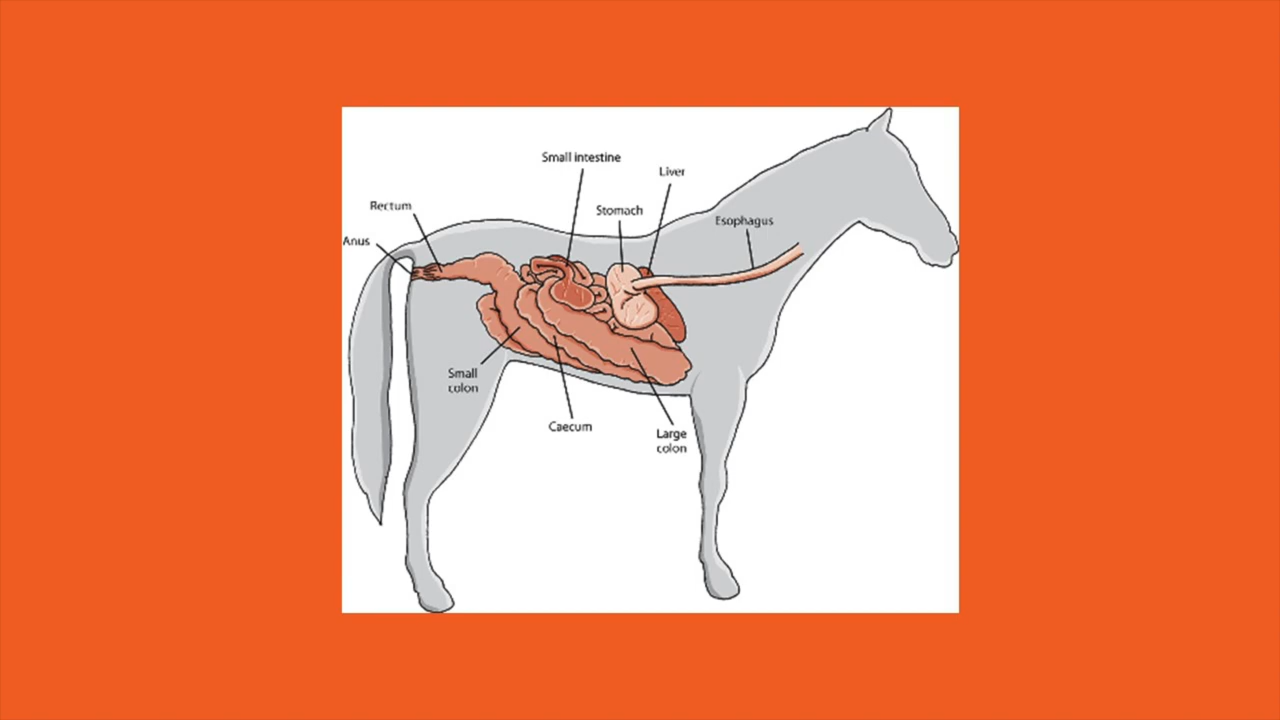 Small intestine
Liver
Rectum
Stomach
Esophagus
Anus
Small
colon
Caecum
Large
colon